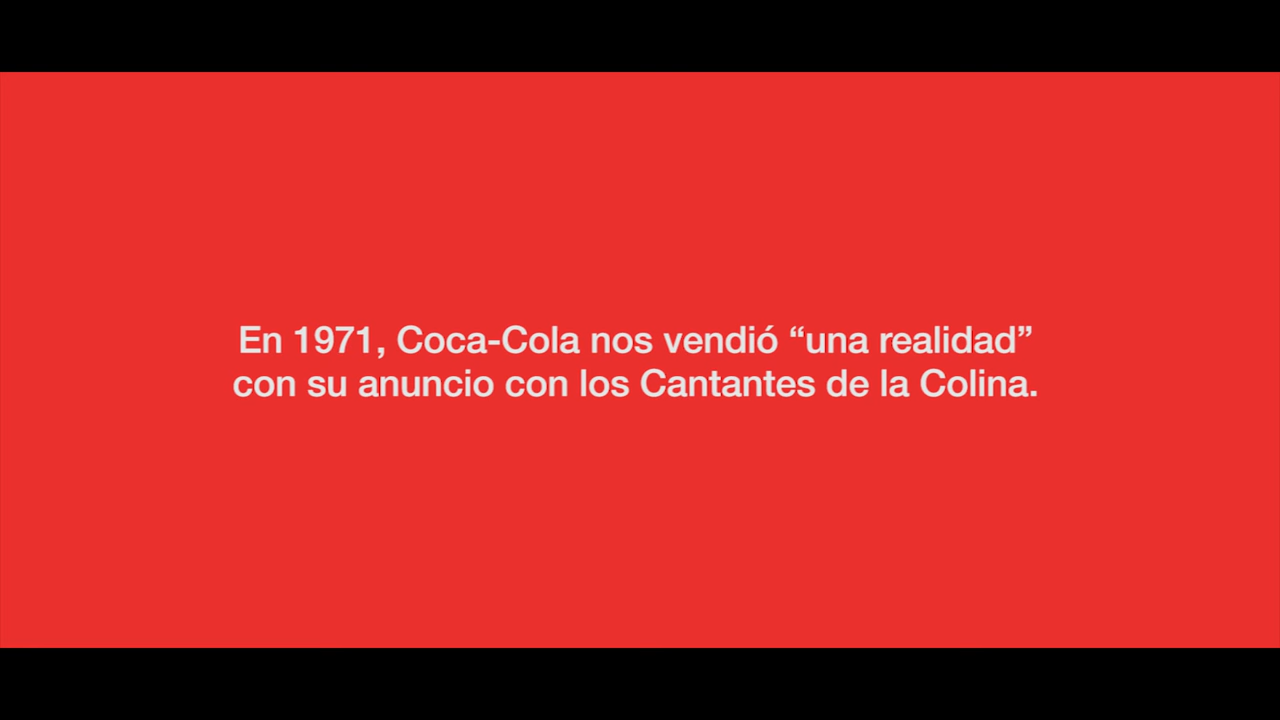 En 1971, Coca-Cola nos vendió “una realidad”
con su anuncio con los Cantantes de la Colina.